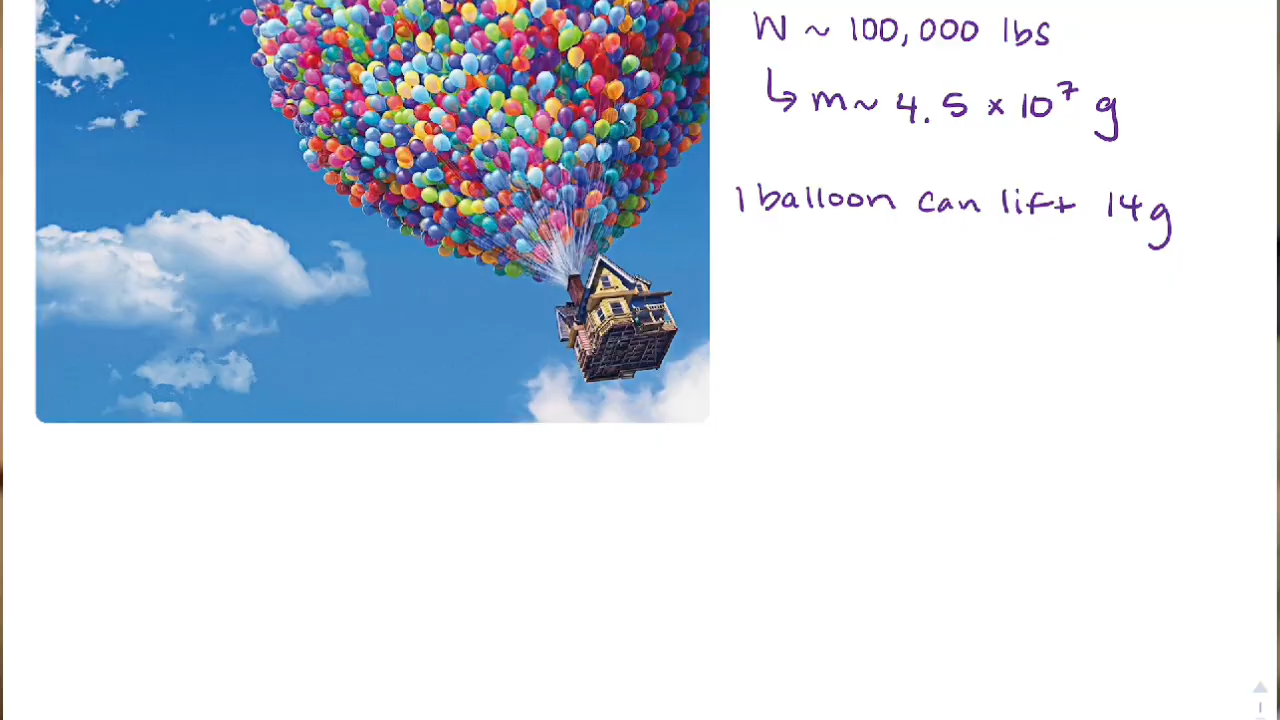 W ~ 100,000 lbs
↳ m ~ 4.5 × 10⁷ g
1 balloon can lift 14g